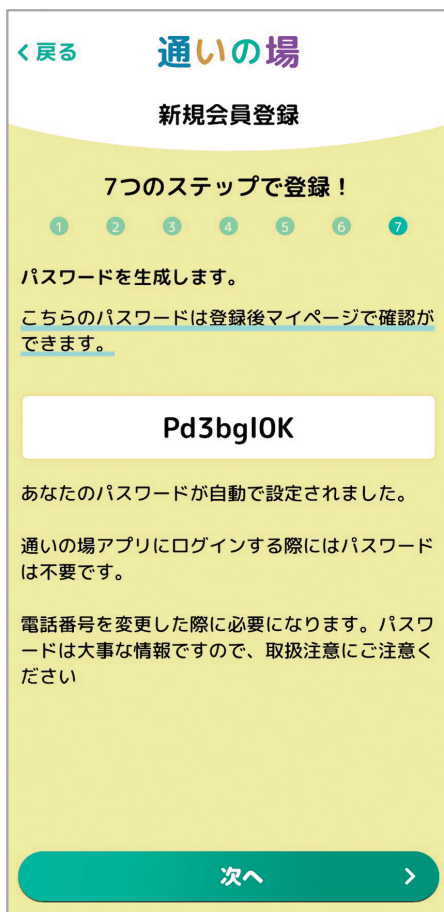 < 戻る
通いの場
新規会員登録
7つのステップで登録！
1 2 3 4 5 6 7
パスワードを生成します。
こちらのパスワードは登録後マイページで確認が
できます。
Pd3bgl0K
あなたのパスワードが自動で設定されました。
通いの場アプリにログインする際にはパスワード
は不要です。
電話番号を変更した際に必要になります。パスワ
ードは大事な情報ですので、取扱注意にご注意く
ださい
次へ >